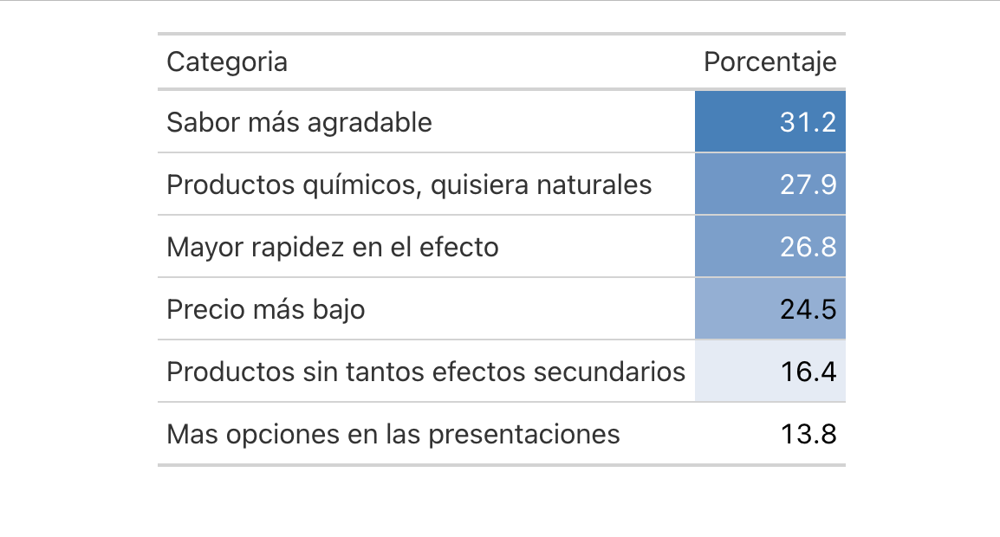 Categoria Porcentaje
Sabor más agradable 31.2
Productos químicos, quisiera naturales 27.9
Mayor rapidez en el efecto 26.8
Precio más bajo 24.5
Productos sin tantos efectos secundarios 16.4
Mas opciones en las presentaciones 13.8